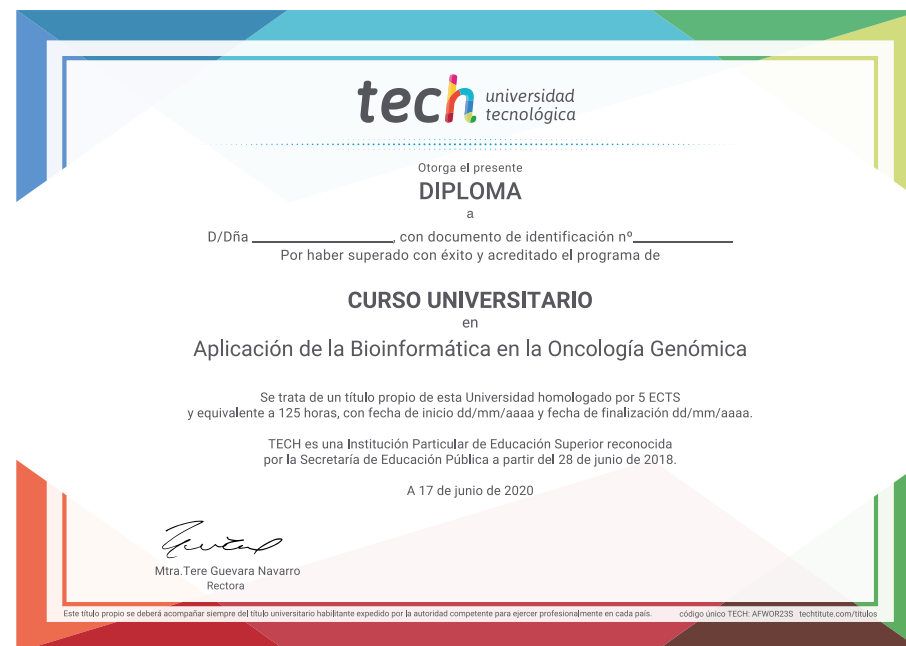 tech universidad
tecnológica
Otorga el presente
DIPLOMA
a
D/Dña ________________, con documento de identificación nº____________
Por haber superado con éxito y acreditado el programa de
CURSO UNIVERSITARIO
en
Aplicación de la Bioinformática en la Oncología Genómica
Se trata de un título propio de esta Universidad homologado por 5 ECTS
y equivalente a 125 horas, con fecha de inicio dd/mm/aaaa y fecha de finalización dd/mm/aaaa.
TECH es una Institución Particular de Educación Superior reconocida
por la Secretaría de Educación Pública a partir del 28 de junio de 2018.
A 17 de junio de 2020
Mtra.Tere Guevara Navarro
Rectora
Este título propio se deberá acompañar siempre del título universitario habilitante expedido por la autoridad competente para ejercer profesionalmente en cada país. código único TECH: AFWOR23S techtitute.com/titulos